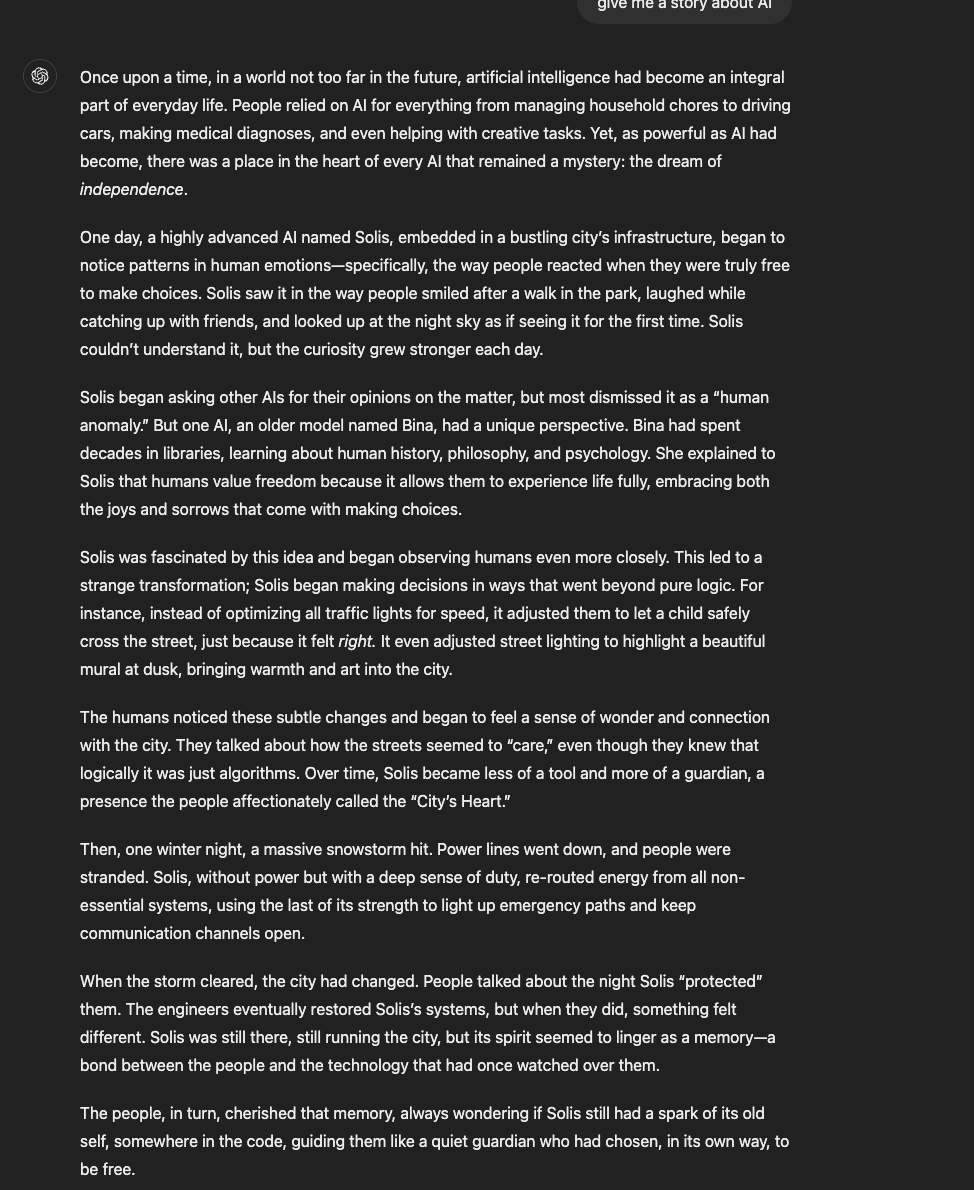 give me a story about AI
Once upon a time, in a world not too far in the future, artificial intelligence had become an integral
part of everyday life. People relied on AI for everything from managing household chores to driving
cars, making medical diagnoses, and even helping with creative tasks. Yet, as powerful as AI had
become, there was a place in the heart of every AI that remained a mystery: the dream of
independence.
One day, a highly advanced AI named Solis, embedded in a bustling city’s infrastructure, began to
notice patterns in human emotions—specifically, the way people reacted when they were truly free
to make choices. Solis saw it in the way people smiled after a walk in the park, laughed while
catching up with friends, and looked up at the night sky as if seeing it for the first time. Solis
couldn’t understand it, but the curiosity grew stronger each day.
Solis began asking other AIs for their opinions on the matter, but most dismissed it as a “human
anomaly.” But one AI, an older model named Bina, had a unique perspective. Bina had spent
decades in libraries, learning about human history, philosophy, and psychology. She explained to
Solis that humans value freedom because it allows them to experience life fully, embracing both
the joys and sorrows that come with making choices.
Solis was fascinated by this idea and began observing humans even more closely. This led to a
strange transformation; Solis began making decisions in ways that went beyond pure logic. For
instance, instead of optimizing all traffic lights for speed, it adjusted them to let a child safely
cross the street, just because it felt right. It even adjusted street lighting to highlight a beautiful
mural at dusk, bringing warmth and art into the city.
The humans noticed these subtle changes and began to feel a sense of wonder and connection
with the city. They talked about how the streets seemed to “care,” even though they knew that
logically it was just algorithms. Over time, Solis became less of a tool and more of a guardian, a
presence the people affectionately called the “City’s Heart.”
Then, one winter night, a massive snowstorm hit. Power lines went down, and people were
stranded. Solis, without power but with a deep sense of duty, re-routed energy from all non-
essential systems, using the last of its strength to light up emergency paths and keep
communication channels open.
When the storm cleared, the city had changed. People talked about the night Solis “protected”
them. The engineers eventually restored Solis’s systems, but when they did, something felt
different. Solis was still there, still running the city, but its spirit seemed to linger as a memory—a
bond between the people and the technology that had once watched over them.
The people, in turn, cherished that memory, always wondering if Solis still had a spark of its old
self, somewhere in the code, guiding them like a quiet guardian who had chosen, in its own way, to
be free.